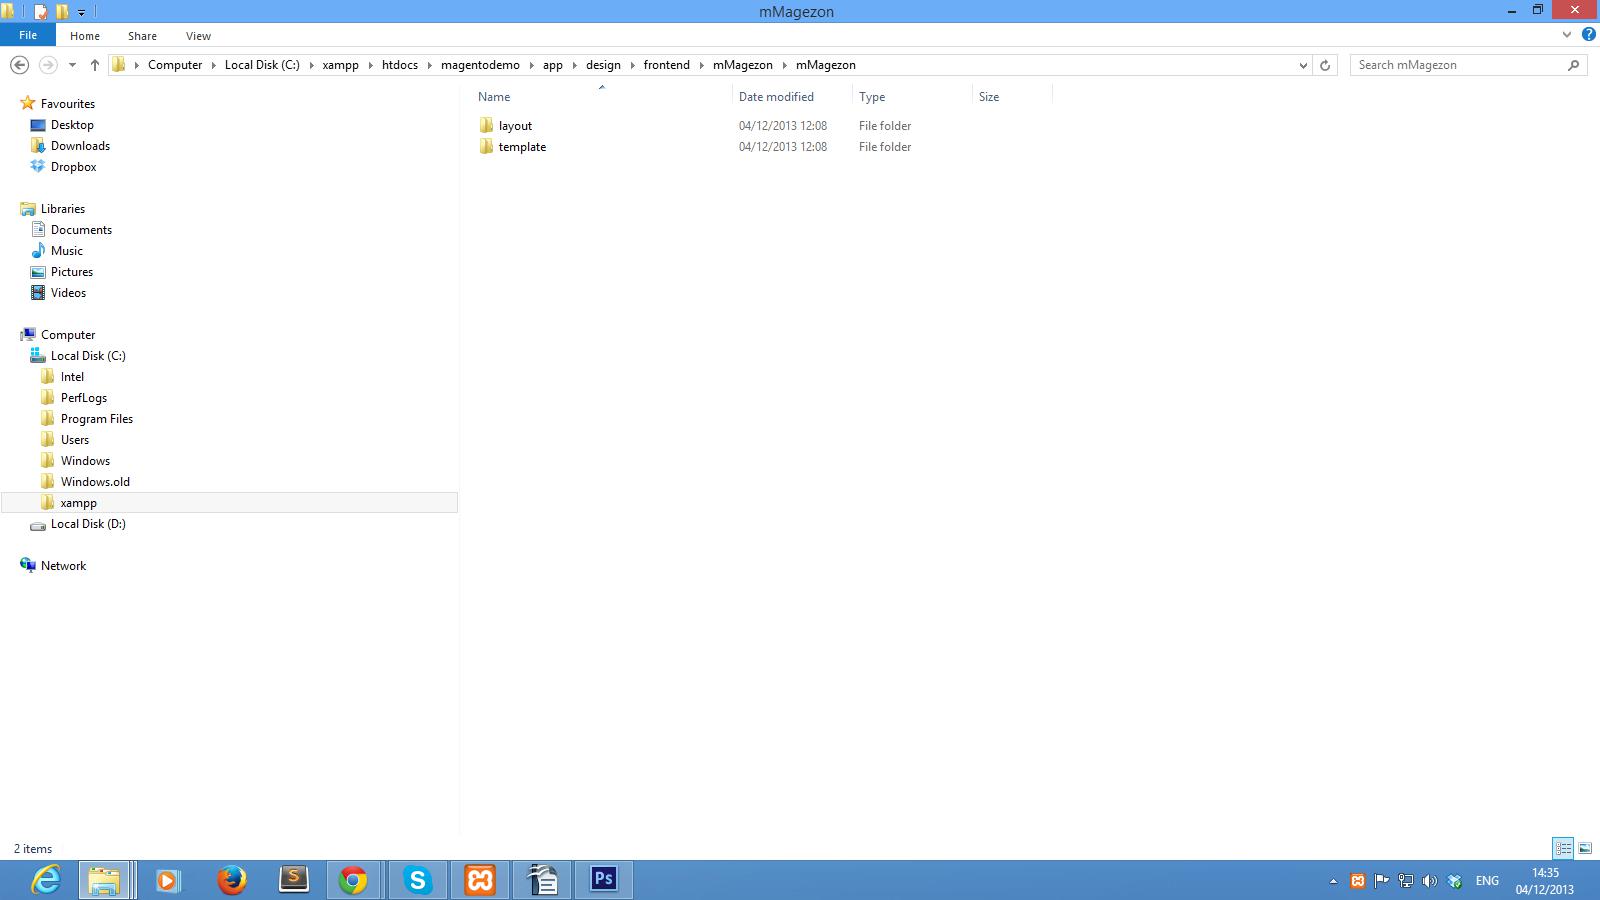 mMagezon
File Home Share View
Computer Local Disk (C:) xampp htdocs magentodemo app design frontend mMagezon mMagezon
Search mMagezon
Name Date modified Type Size
layout 04/12/2013 12:08 File folder
template 04/12/2013 12:08 File folder
Favourites
Desktop
Downloads
Dropbox
Libraries
Documents
Music
Pictures
Videos
Computer
Local Disk (C:)
Intel
PerfLogs
Program Files
Users
Windows
Windows.old
xampp
Local Disk (D:)
Network
2 items
Ps
ENG
14:35
04/12/2013